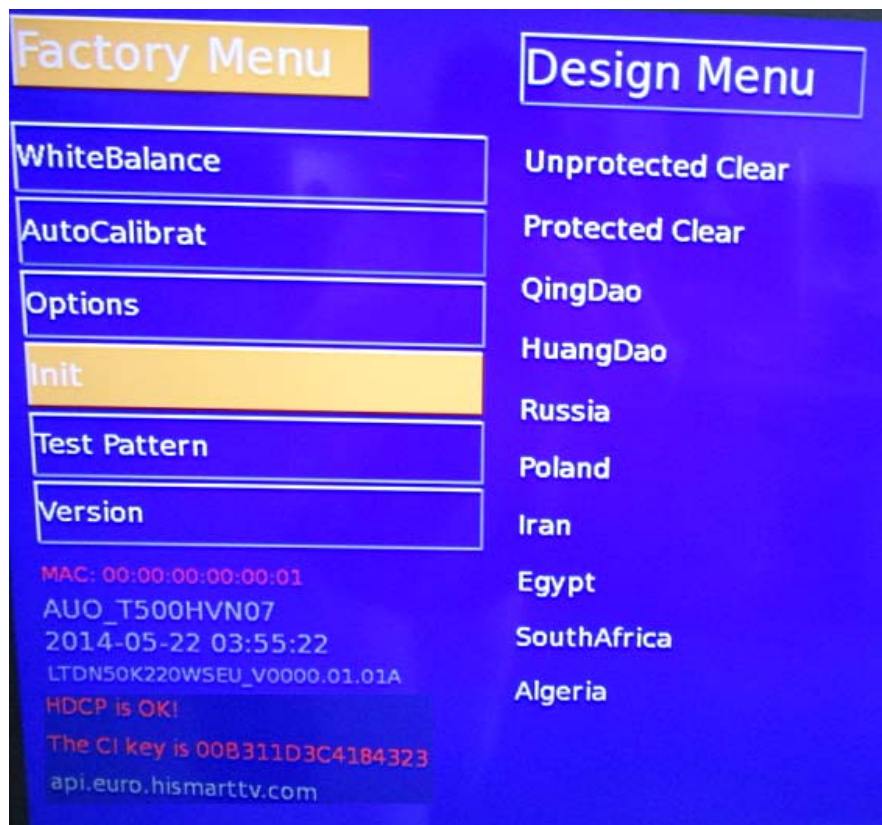 Factory Menu
WhiteBalance
AutoCalibrat
Options
Init
Test Pattern
Version
MAC: 00:00:00:00:00:01
AUO_T500HVN07
2014-05-22 03:55:22
LTDN50K220WSEU_V0000.01.01A
HDCP is OK!
The CI key is 00B311D3C4184323
api.euro.hismarttv.com
Design Menu
Unprotected Clear
Protected Clear
QingDao
HuangDao
Russia
Poland
Iran
Egypt
SouthAfrica
Algeria